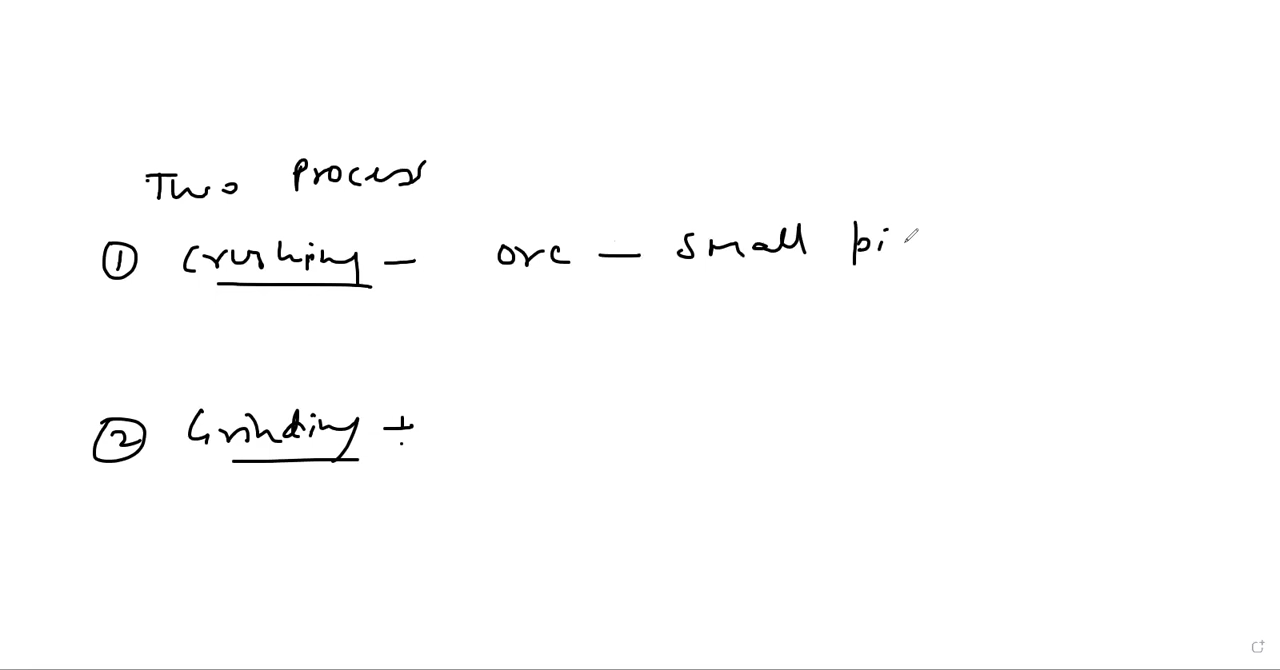 Two Process
① Crushing – ore – small pi
② Grinding ÷